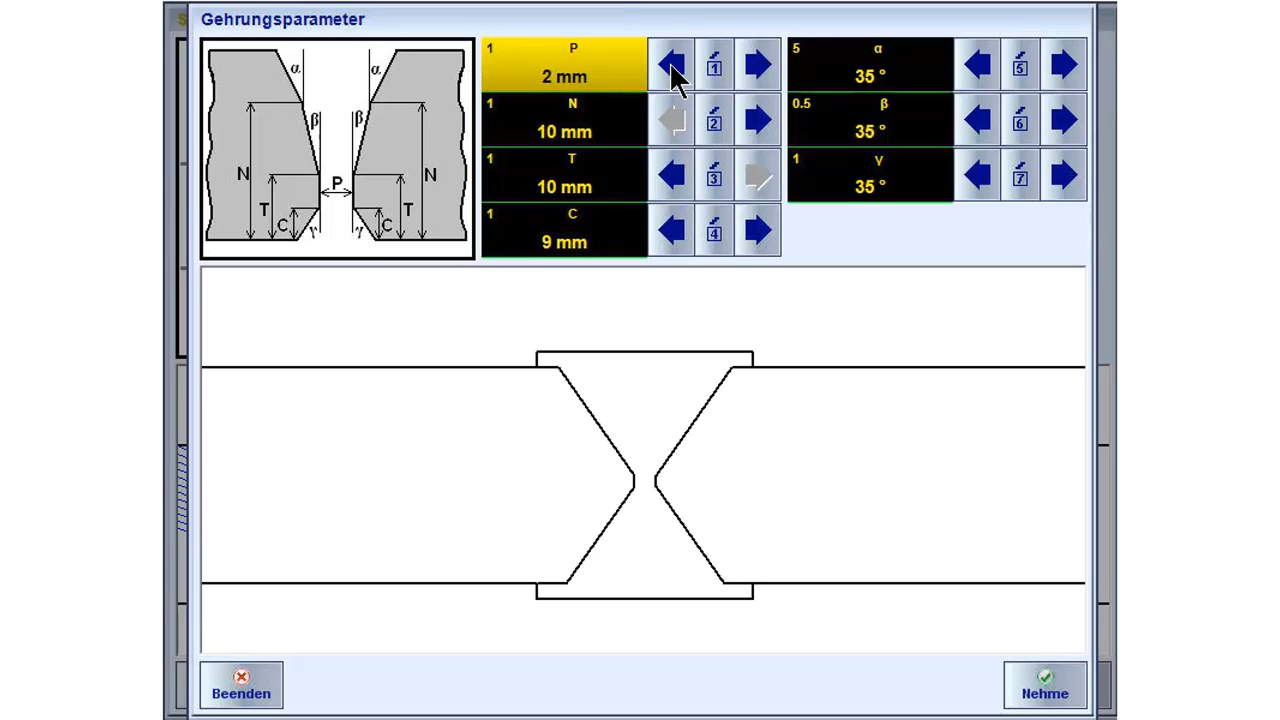 Gehrungsparameter
α α
β β
N P N
T T
C C
γ γ
1 P
2 mm
1
5 α
35 °
5
1 N
10 mm
2
0.5 β
35 °
6
1 T
10 mm
3
1 γ
35 °
7
1 C
9 mm
4
Beenden
Nehme